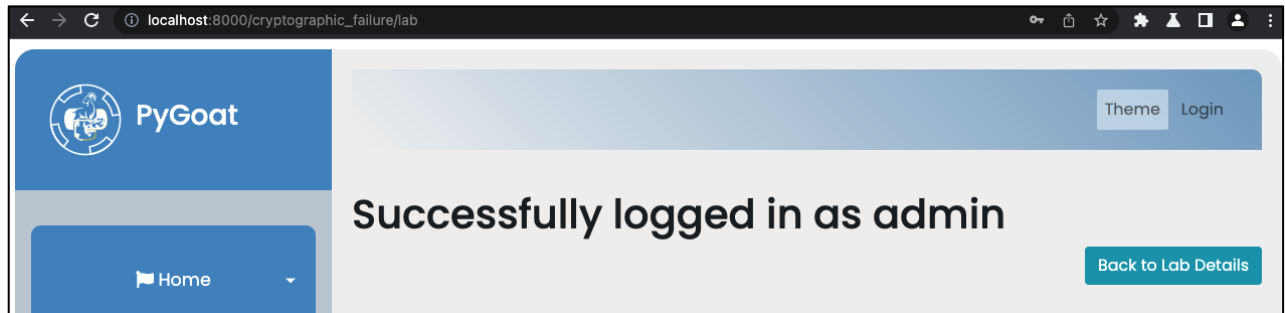 localhost:8000/cryptographic_failure/lab
PyGoat
Theme Login
Successfully logged in as admin
Back to Lab Details
Home